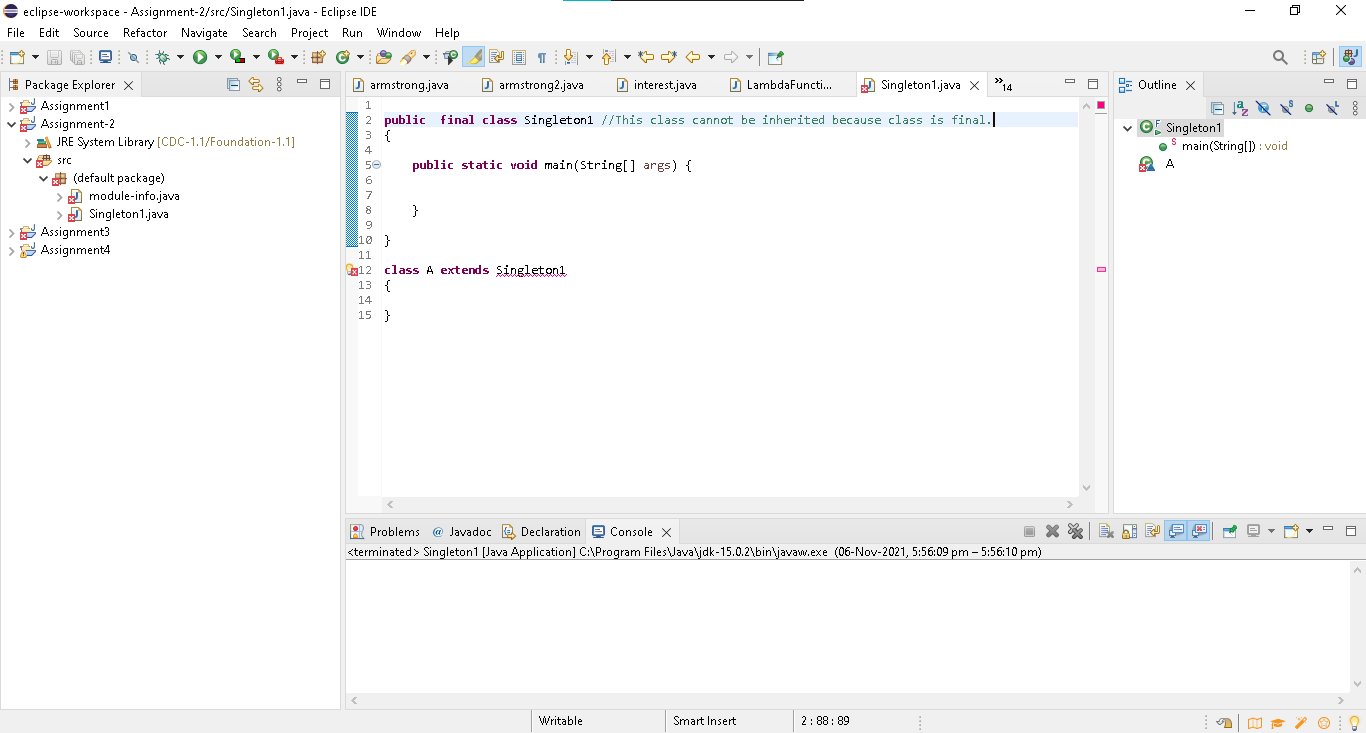 eclipse-workspace - Assignment-2/src/Singleton1.java - Eclipse IDE
File Edit Source Refactor Navigate Search Project Run Window Help
Package Explorer
Assignment1
Assignment-2
JRE System Library [CDC-1.1/Foundation-1.1]
src
(default package)
module-info.java
Singleton1.java
Assignment3
Assignment4
armstrong.java armstrong2.java interest.java LambdaFuncti... Singleton1.java »14
1
2 public  final class Singleton1 //This class cannot be inherited because class is final.
3 {
4
5     public static void main(String[] args) {
6
7
8     }
9
10 }
11
12 class A extends Singleton1
13 {
14
15 }
Outline
Singleton1
main(String[]) : void
A
Problems @ Javadoc Declaration Console
<terminated> Singleton1 [Java Application] C:\Program Files\Java\jdk-15.0.2\bin\javaw.exe (06-Nov-2021, 5:56:09 pm – 5:56:10 pm)
Writable Smart Insert 2 : 88 : 89